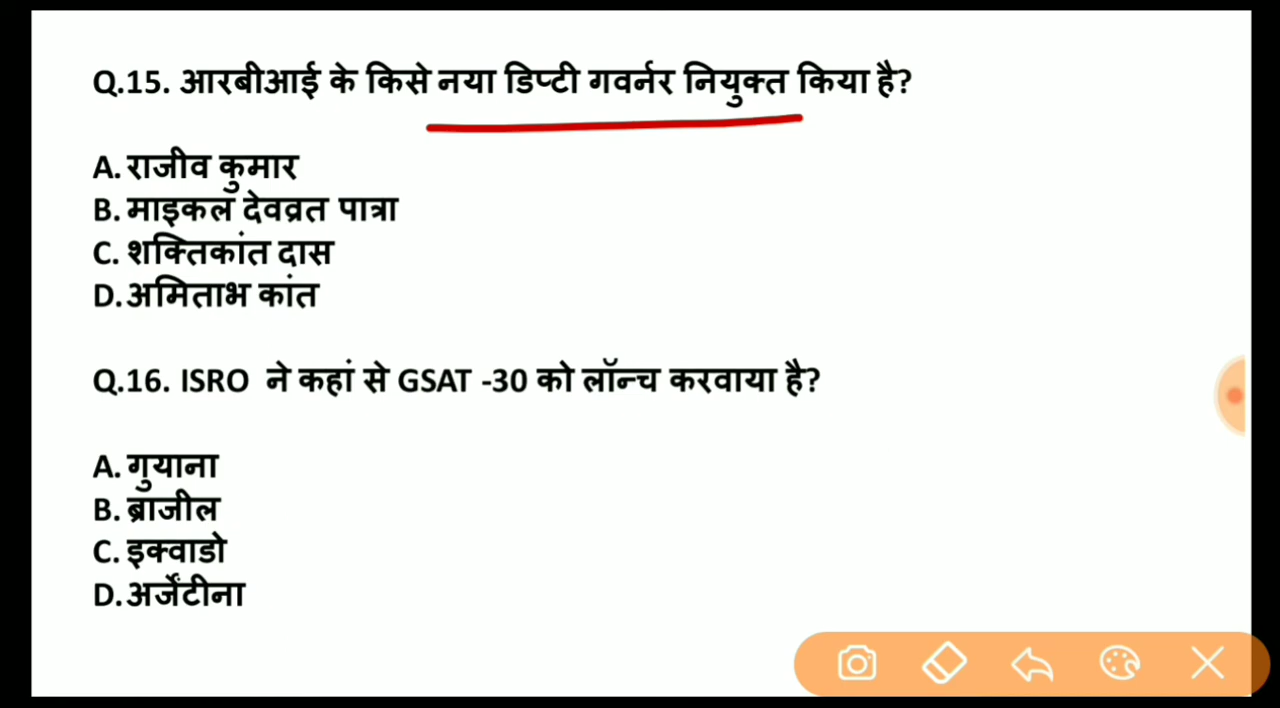 Q.15. आरबीआई के किसे नया डिप्टी गवर्नर नियुक्त किया है?
A. राजीव कुमार
B. माइकल देवव्रत पात्रा
C. शक्तिकांत दास
D. अमिताभ कांत
Q.16. ISRO ने कहां से GSAT -30 को लॉन्च करवाया है?
A. गुयाना
B. ब्राजील
C. इक्वाडो
D. अर्जेंटीना